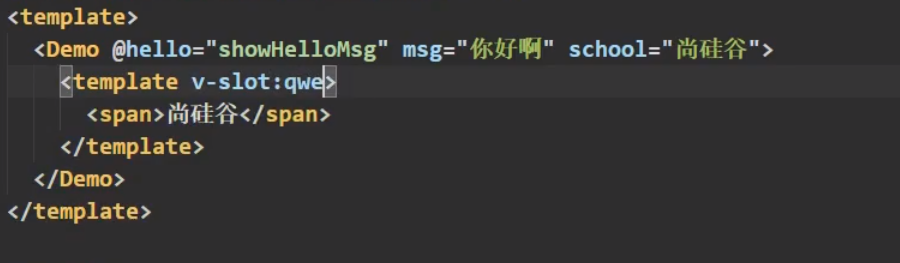 <template>
<Demo @hello="showHelloMsg" msg="你好啊" school="尚硅谷">
<template v-slot:qwe>
<span>尚硅谷</span>
</template>
</Demo>
</template>